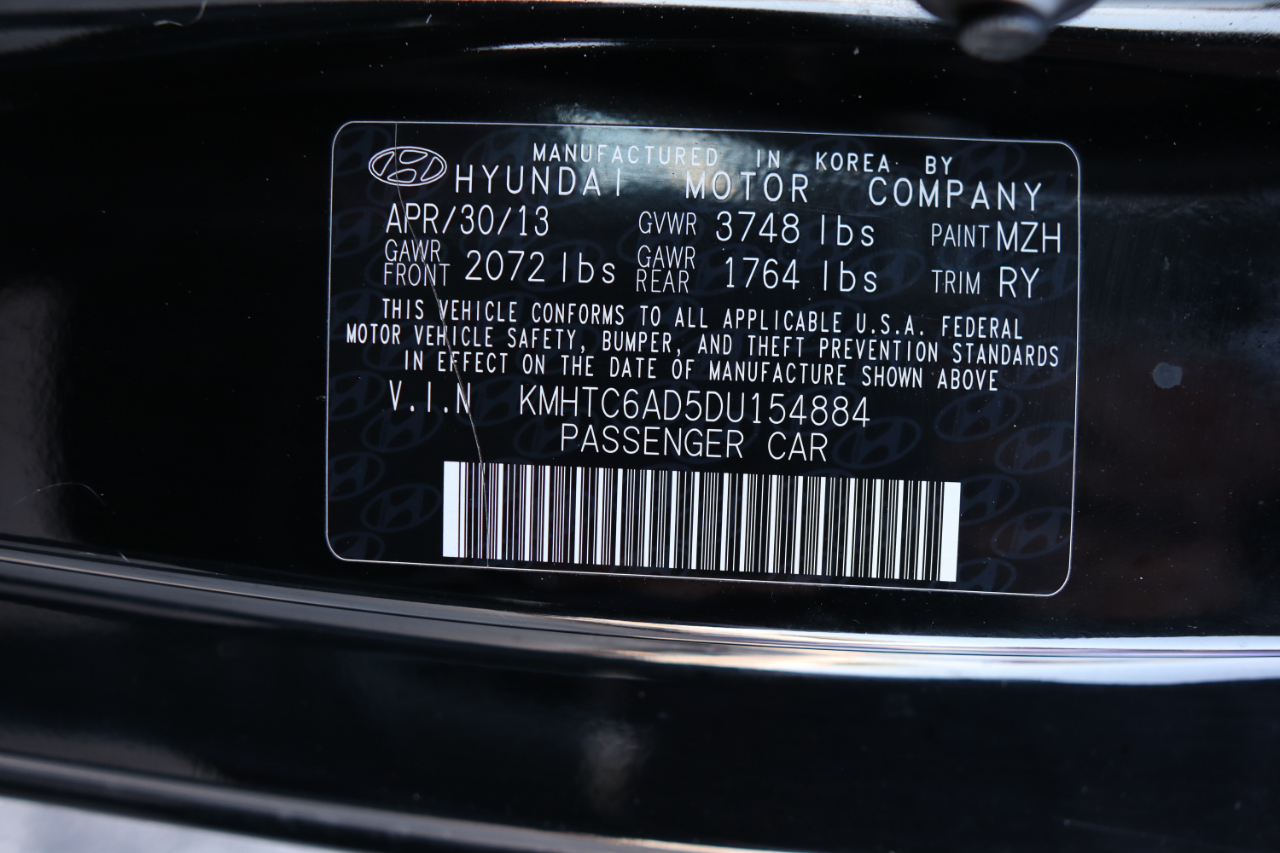 MANUFACTURED IN KOREA BY
HYUNDAI MOTOR COMPANY
APR/30/13 GVWR 3748 lbs PAINT MZH
GAWR FRONT 2072 lbs GAWR REAR 1764 lbs TRIM RY
THIS VEHICLE CONFORMS TO ALL APPLICABLE U.S.A. FEDERAL
MOTOR VEHICLE SAFETY, BUMPER, AND THEFT PREVENTION STANDARDS
IN EFFECT ON THE DATE OF MANUFACTURE SHOWN ABOVE
V.I.N KMHTC6AD5DU154884
PASSENGER CAR